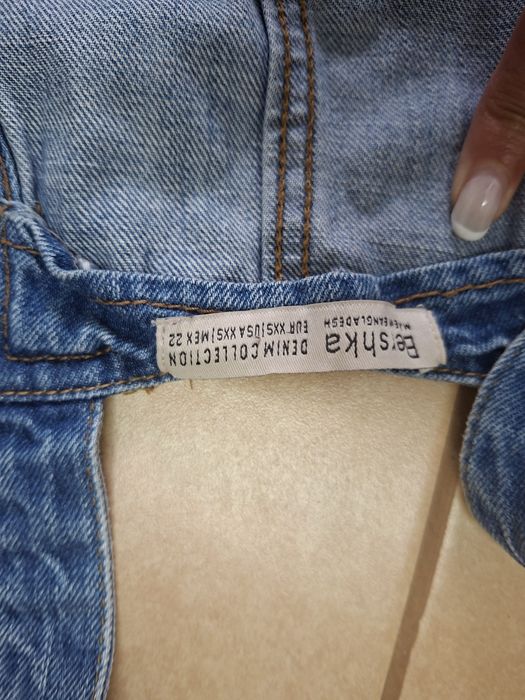 Bershka
MADE IN BANGLADESH
DENIM COLLECTION
EUR XXS|USA XXS|MEX 22